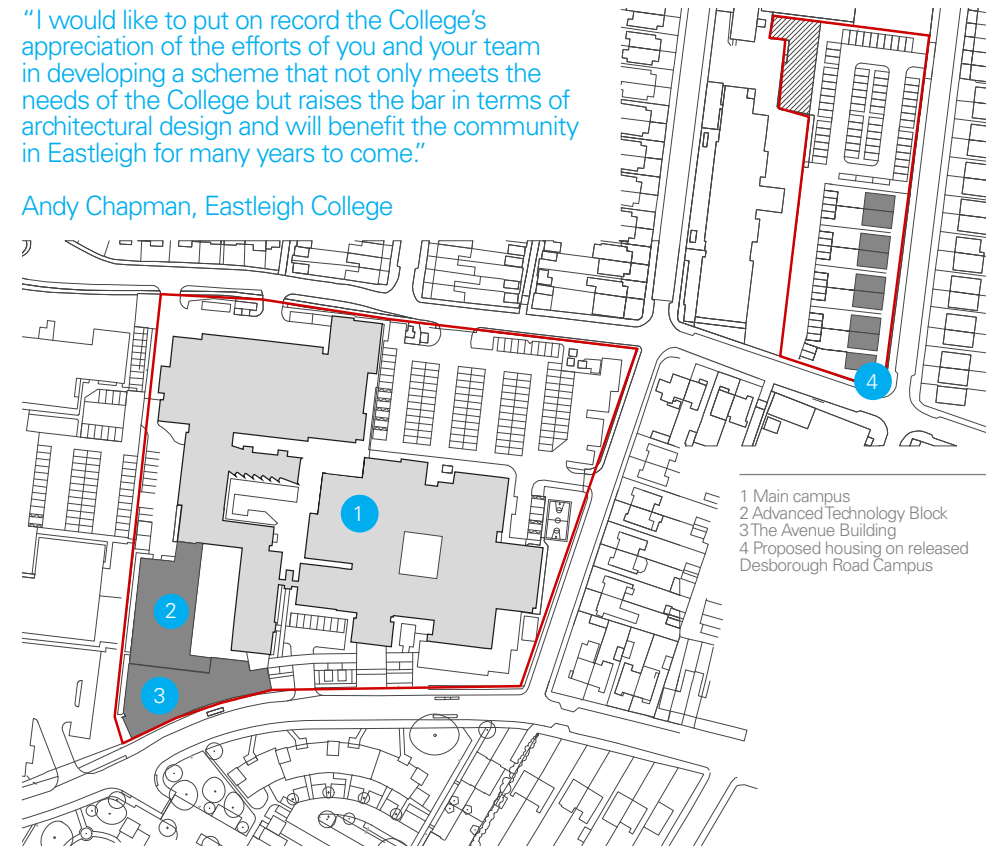 “I would like to put on record the College’s
appreciation of the efforts of you and your team
in developing a scheme that not only meets the
needs of the College but raises the bar in terms of
architectural design and will benefit the community
in Eastleigh for many years to come.”
Andy Chapman, Eastleigh College
4
1
2
3
1 Main campus
2 Advanced Technology Block
3 The Avenue Building
4 Proposed housing on released
Desborough Road Campus